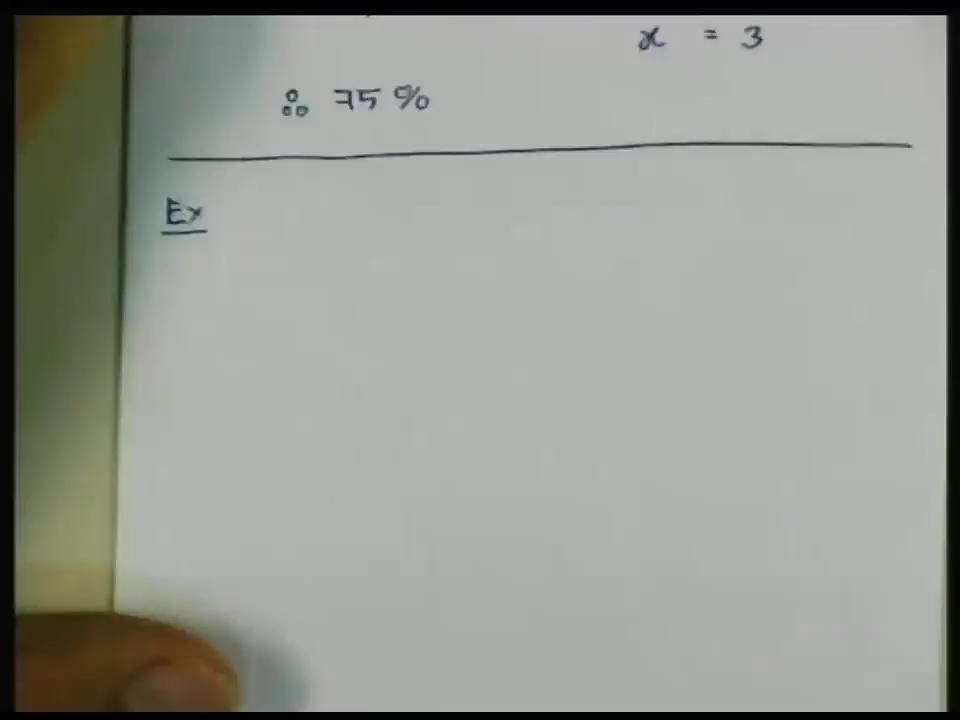 x = 3
∴ 75%
Ex